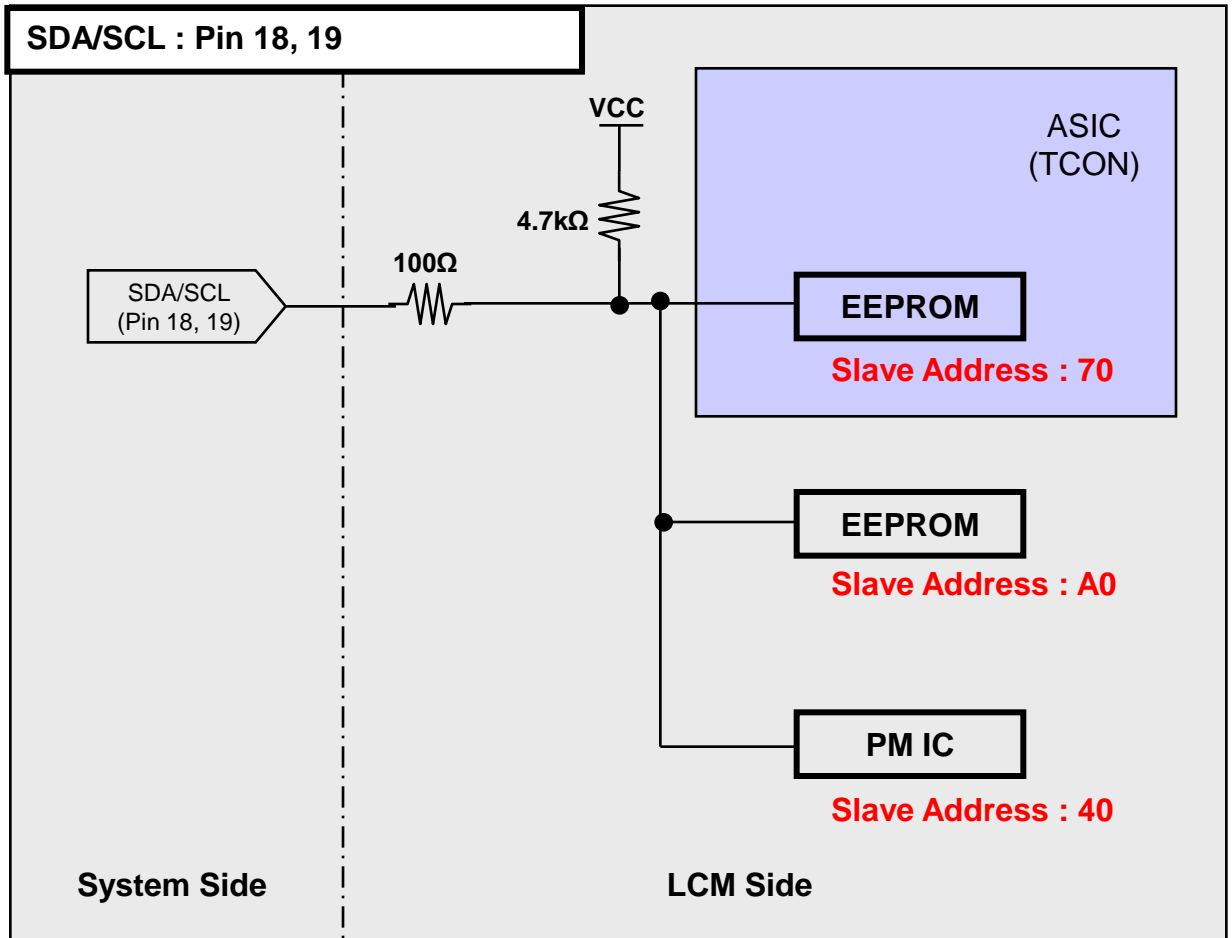 SDA/SCL : Pin 18, 19
VCC
ASIC
(TCON)
4.7kΩ
100Ω
SDA/SCL
(Pin 18, 19)
EEPROM
Slave Address : 70
EEPROM
Slave Address : A0
PM IC
Slave Address : 40
System Side
LCM Side